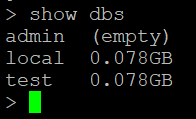 > show dbs
admin  (empty)
local  0.078GB
test   0.078GB
>